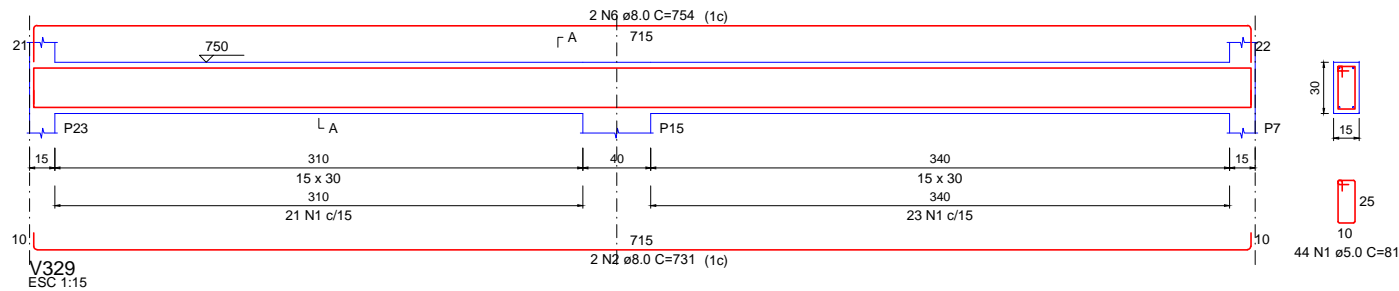 2 N6 ø8.0 C=754 (1c)
715
A
21
750
22
A
P23
P15
P7
30
15
15
310
40
340
15
15 x 30
15 x 30
310
340
21 N1 c/15
23 N1 c/15
25
10
44 N1 ø5.0 C=81
10
715
10
2 N2 ø8.0 C=731 (1c)
V329
ESC 1:15